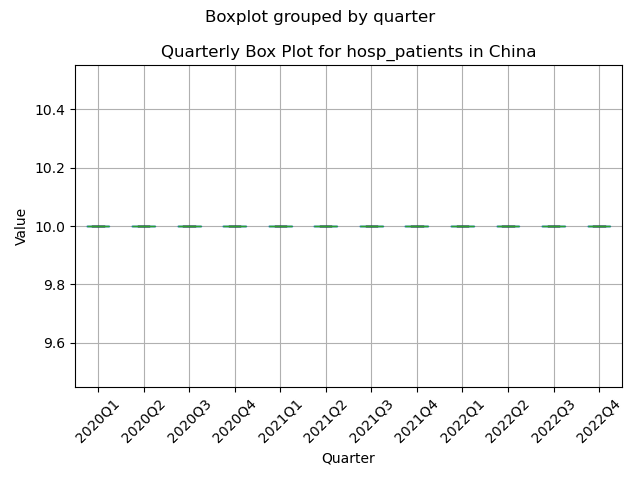 Boxplot grouped by quarter
Quarterly Box Plot for hosp_patients in China
10.4
10.2
10.0
9.8
9.6
Value
2020Q1
2020Q2
2020Q3
2020Q4
2021Q1
2021Q2
2021Q3
2021Q4
2022Q1
2022Q2
2022Q3
2022Q4
Quarter